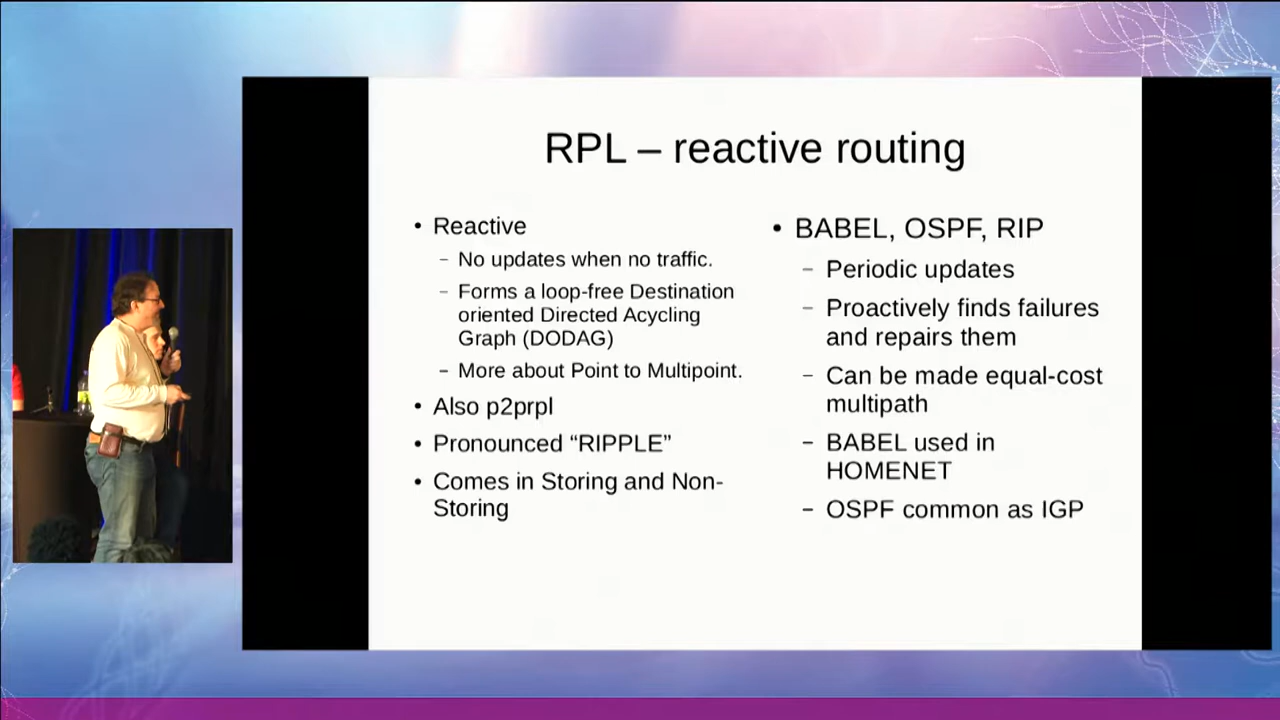 RPL – reactive routing
• Reactive
– No updates when no traffic.
– Forms a loop-free Destination
oriented Directed Acycling
Graph (DODAG)
– More about Point to Multipoint.
• Also p2prpl
• Pronounced “RIPPLE”
• Comes in Storing and Non-
Storing
• BABEL, OSPF, RIP
– Periodic updates
– Proactively finds failures
and repairs them
– Can be made equal-cost
multipath
– BABEL used in
HOMENET
– OSPF common as IGP